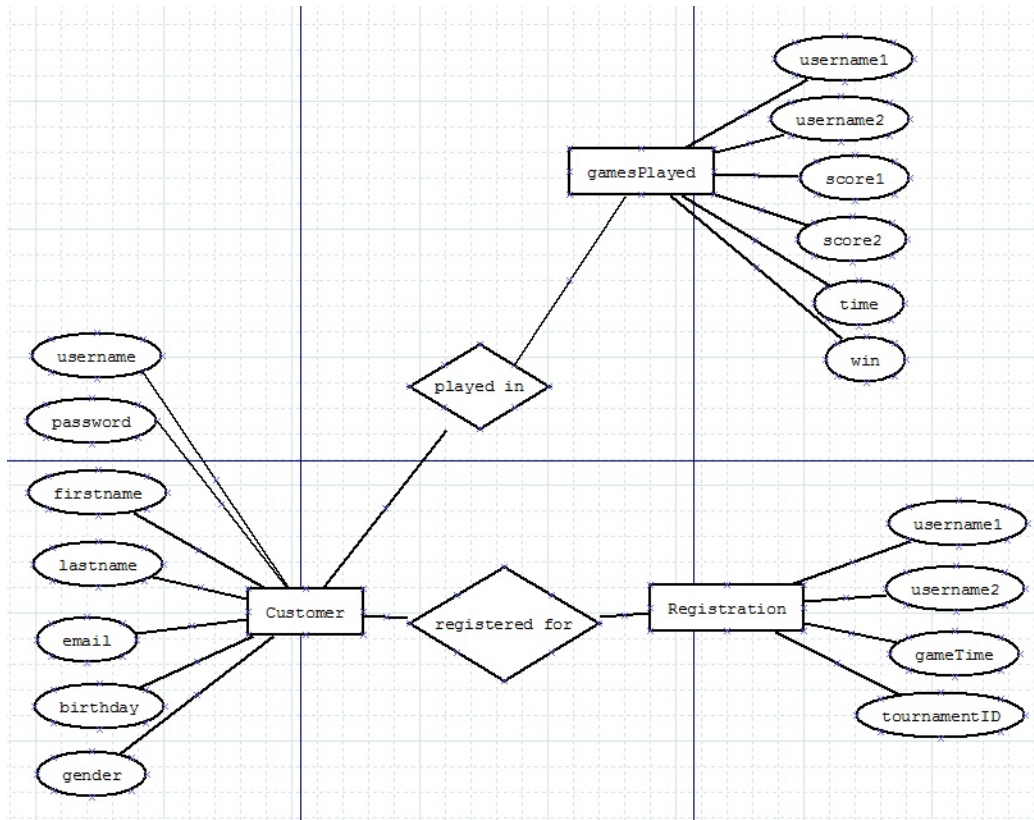 username1
username2
gamesPlayed
score1
score2
time
win
played in
username
password
firstname
lastname
email
birthday
gender
Customer
registered for
Registration
username1
username2
gameTime
tournamentID